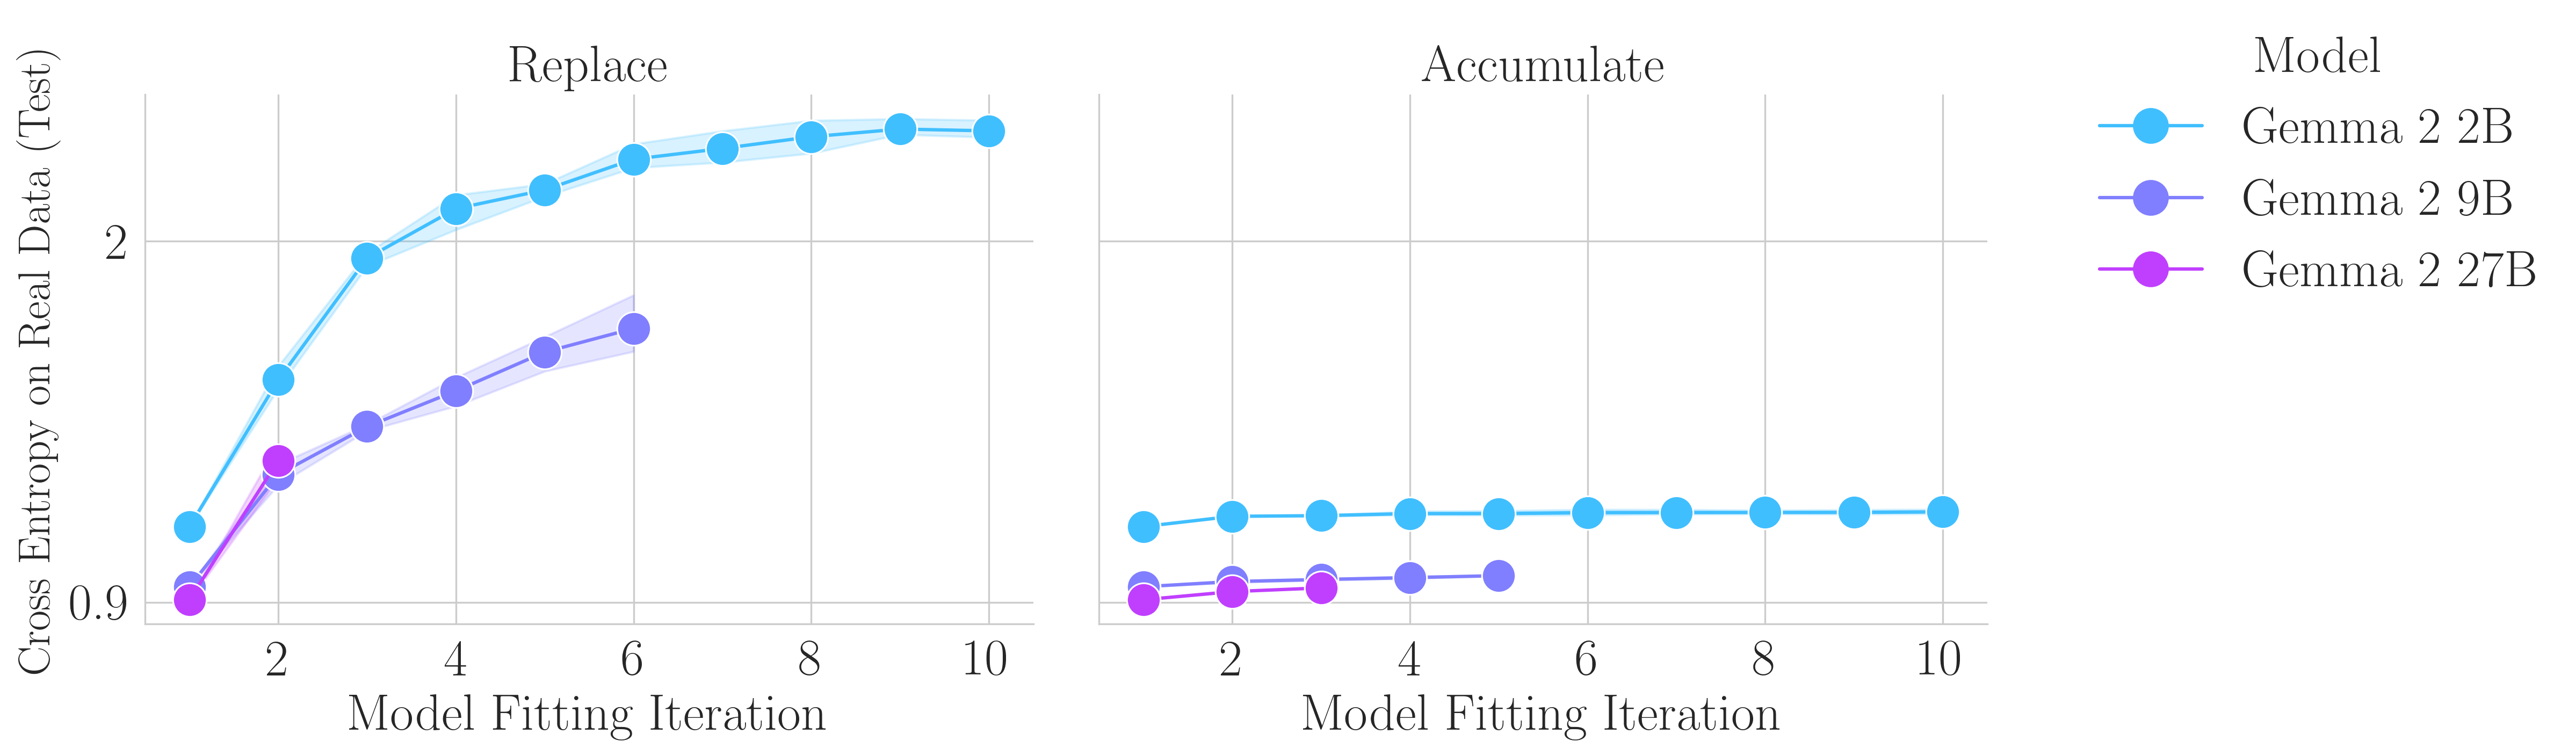 Replace
Accumulate
Cross Entropy on Real Data (Test)
2
0.9
2 4 6 8 10
2 4 6 8 10
Model Fitting Iteration
Model Fitting Iteration
Model
Gemma 2 2B
Gemma 2 9B
Gemma 2 27B